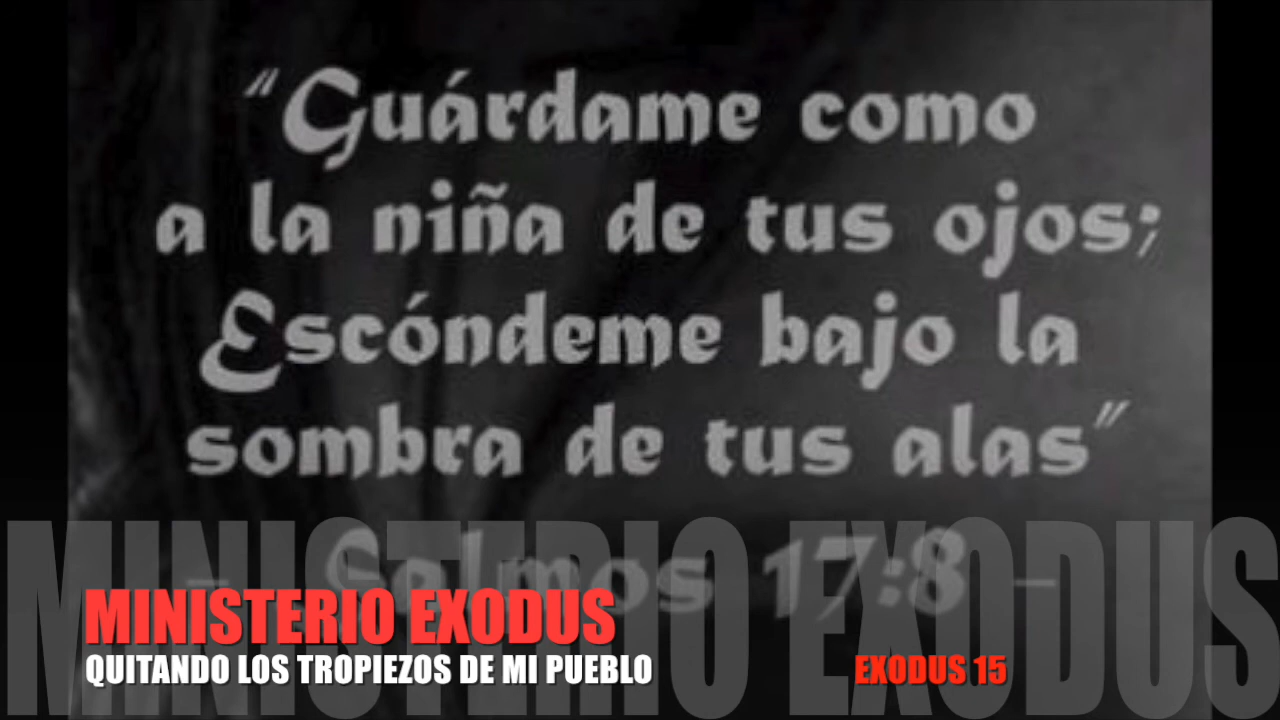 "Guárdame como
a la niña de tus ojos;
Escóndeme bajo la
sombra de tus alas"
- Salmos 17:8 -
MINISTERIO EXODUS
MINISTERIO EXODUS
QUITANDO LOS TROPIEZOS DE MI PUEBLO
EXODUS 15